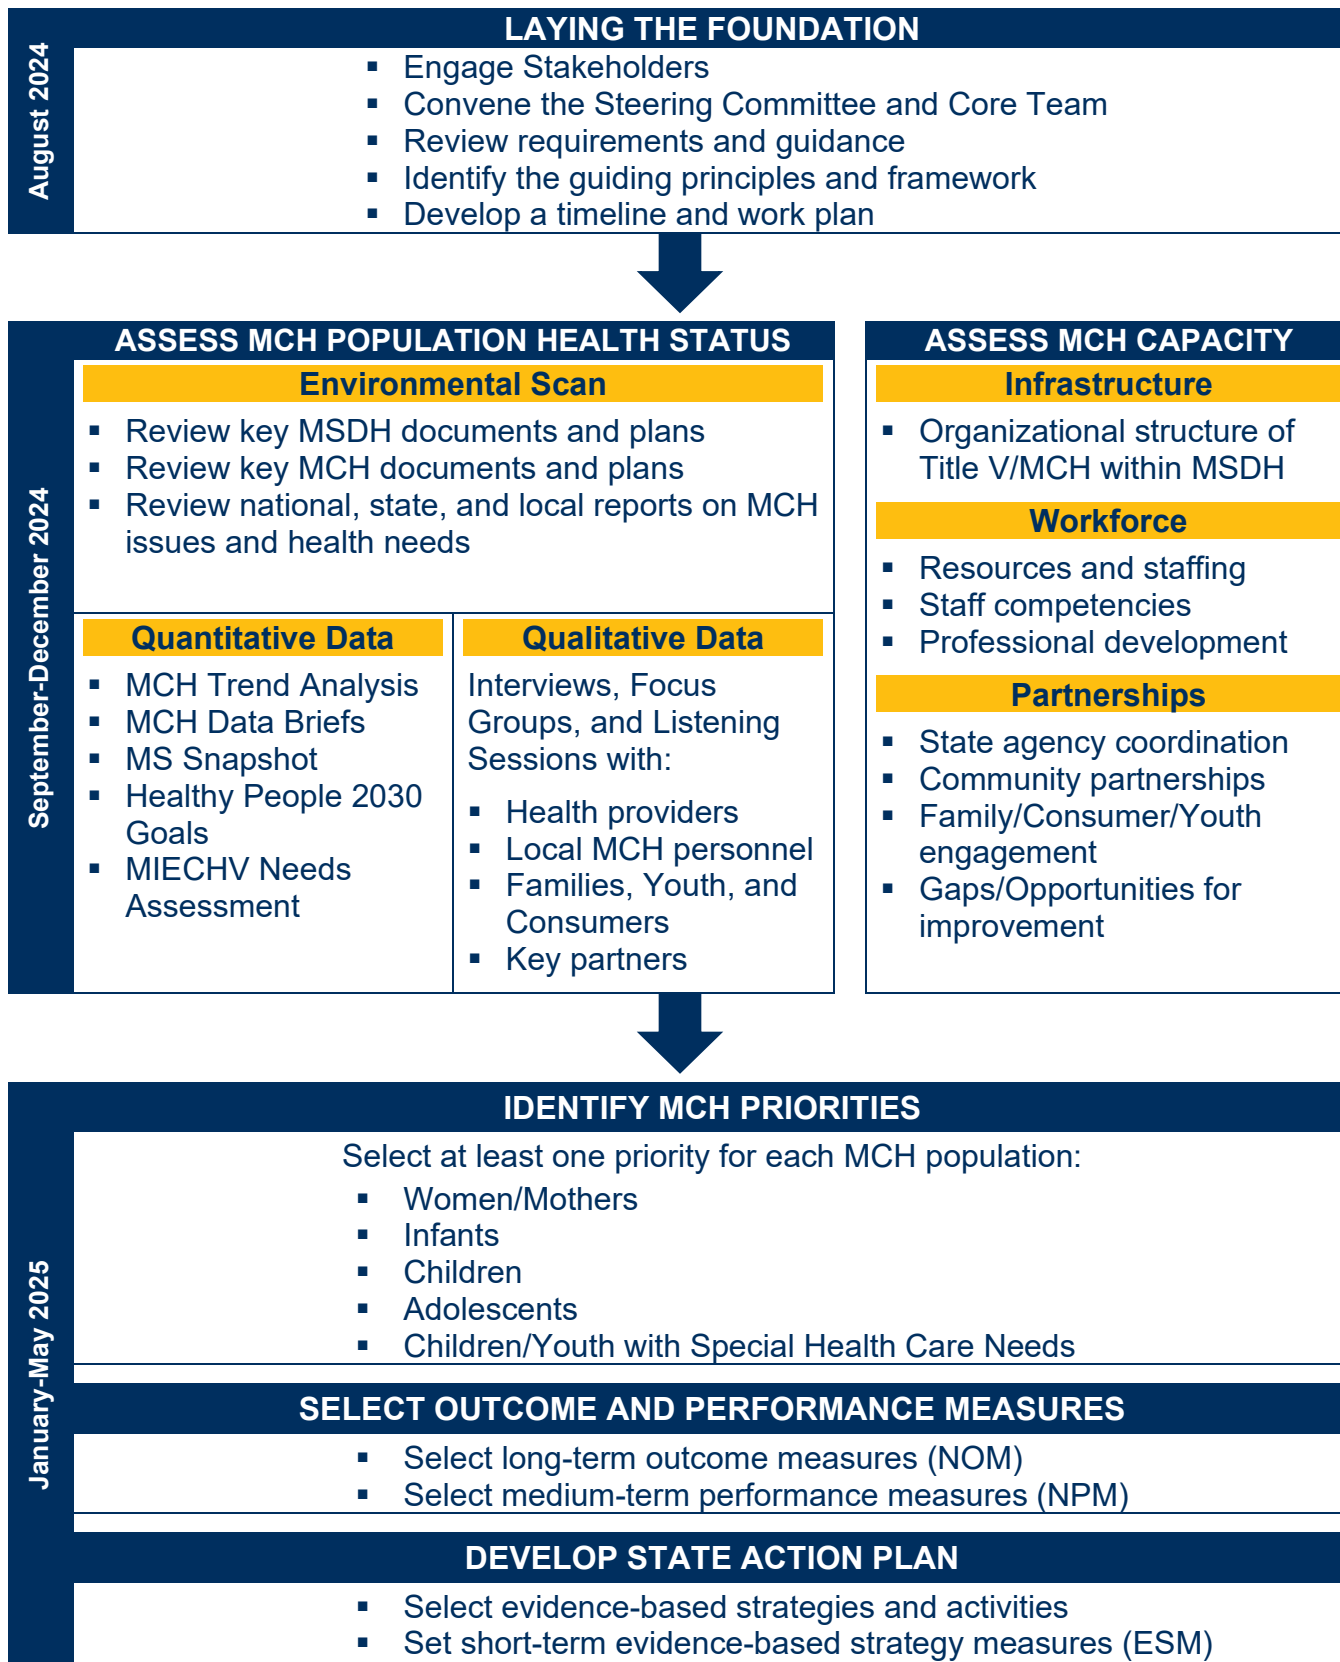 August 2024
LAYING THE FOUNDATION
▪ Engage Stakeholders
▪ Convene the Steering Committee and Core Team
▪ Review requirements and guidance
▪ Identify the guiding principles and framework
▪ Develop a timeline and work plan
September-December 2024
ASSESS MCH POPULATION HEALTH STATUS
Environmental Scan
▪ Review key MSDH documents and plans
▪ Review key MCH documents and plans
▪ Review national, state, and local reports on MCH
issues and health needs
Quantitative Data
▪ MCH Trend Analysis
▪ MCH Data Briefs
▪ MS Snapshot
▪ Healthy People 2030
Goals
▪ MIECHV Needs
Assessment
Qualitative Data
Interviews, Focus
Groups, and Listening
Sessions with:
▪ Health providers
▪ Local MCH personnel
▪ Families, Youth, and
Consumers
▪ Key partners
ASSESS MCH CAPACITY
Infrastructure
▪ Organizational structure of
Title V/MCH within MSDH
Workforce
▪ Resources and staffing
▪ Staff competencies
▪ Professional development
Partnerships
▪ State agency coordination
▪ Community partnerships
▪ Family/Consumer/Youth
engagement
▪ Gaps/Opportunities for
improvement
January-May 2025
IDENTIFY MCH PRIORITIES
Select at least one priority for each MCH population:
▪ Women/Mothers
▪ Infants
▪ Children
▪ Adolescents
▪ Children/Youth with Special Health Care Needs
SELECT OUTCOME AND PERFORMANCE MEASURES
▪ Select long-term outcome measures (NOM)
▪ Select medium-term performance measures (NPM)
DEVELOP STATE ACTION PLAN
▪ Select evidence-based strategies and activities
▪ Set short-term evidence-based strategy measures (ESM)